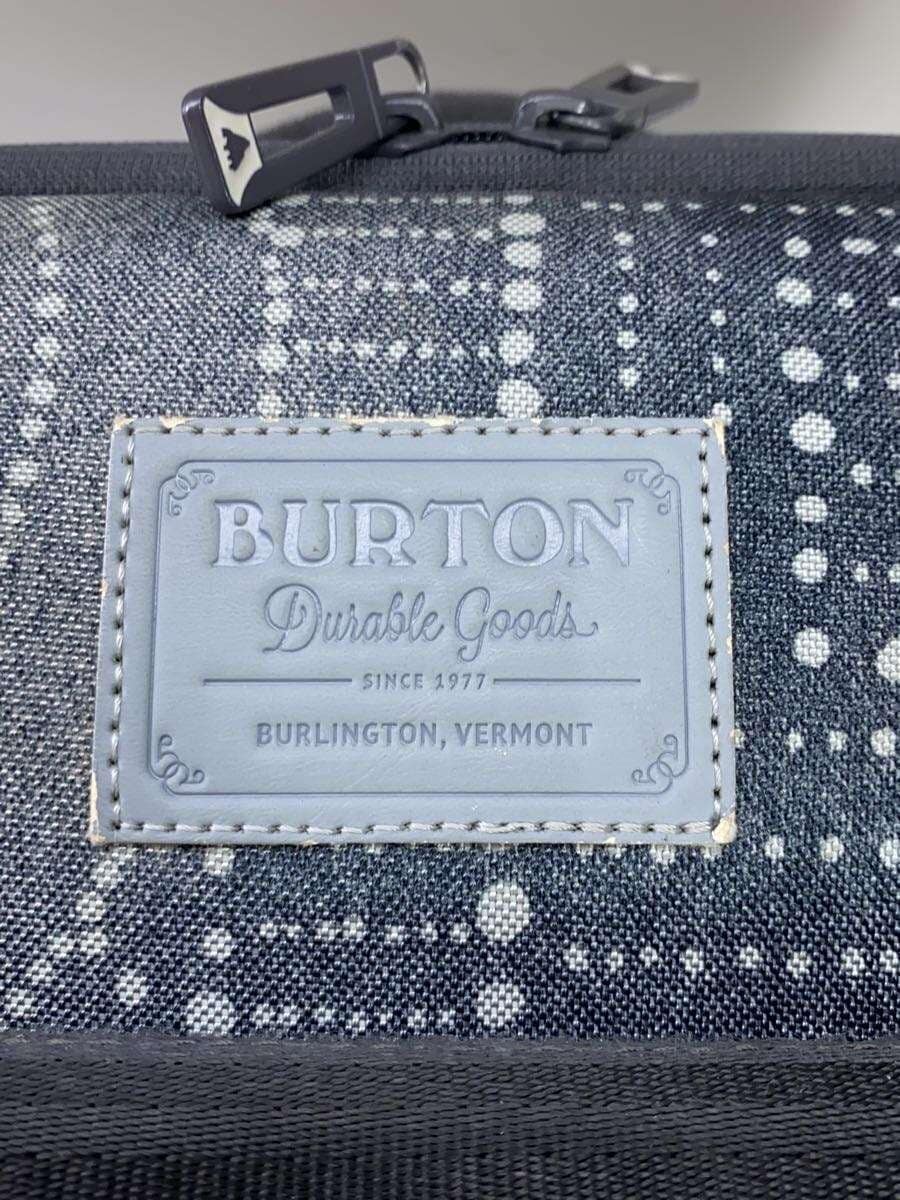 BURTON
Durable Goods
SINCE 1977
BURLINGTON, VERMONT